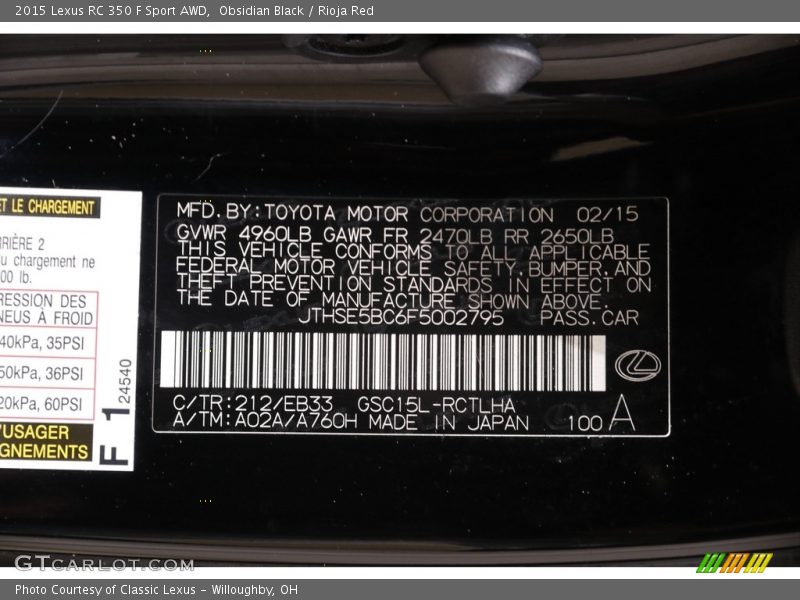 2015 Lexus RC 350 F Sport AWD,  Obsidian Black / Rioja Red
ET LE CHARGEMENT
RIÈRE 2
u chargement ne
00 lb.
RESSION DES
NEUS À FROID
40kPa, 35PSI
50kPa, 36PSI
20kPa, 60PSI
'USAGER
GNEMENTS
F 1 24540
MFD. BY: TOYOTA MOTOR CORPORATION 02/15
GVWR 4960LB GAWR FR 2470LB RR 2650LB
THIS VEHICLE CONFORMS TO ALL APPLICABLE
FEDERAL MOTOR VEHICLE SAFETY, BUMPER, AND
THEFT PREVENTION STANDARDS IN EFFECT ON
THE DATE OF MANUFACTURE SHOWN ABOVE.
JTHSE5BC6F5002795 PASS. CAR
C/TR: 212/EB33 GSC15L-RCTLHA
A/TM: A02A/A760H MADE IN JAPAN 100 A
GTCARLOT.COM
Photo Courtesy of Classic Lexus - Willoughby, OH